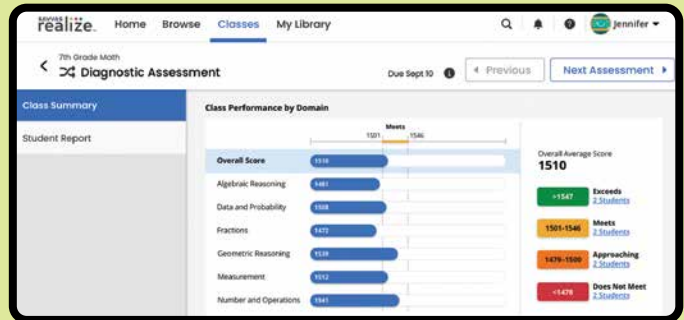 savvas
realize. Home Browse Classes My Library Jennifer
7th Grade Math
Diagnostic Assessment Due Sept 10 Previous Next Assessment
Class Summary
Student Report
Class Performance by Domain
Meets
1501 1546
Overall Score 1510
Algebraic Reasoning 1481
Data and Probability 1508
Fractions 1472
Geometric Reasoning 1539
Measurement 1512
Number and Operations 1541
Overall Average Score
1510
>1547 Exceeds
2 Students
1501-1546 Meets
2 Students
1479-1500 Approaching
2 Students
<1479 Does Not Meet
2 Students